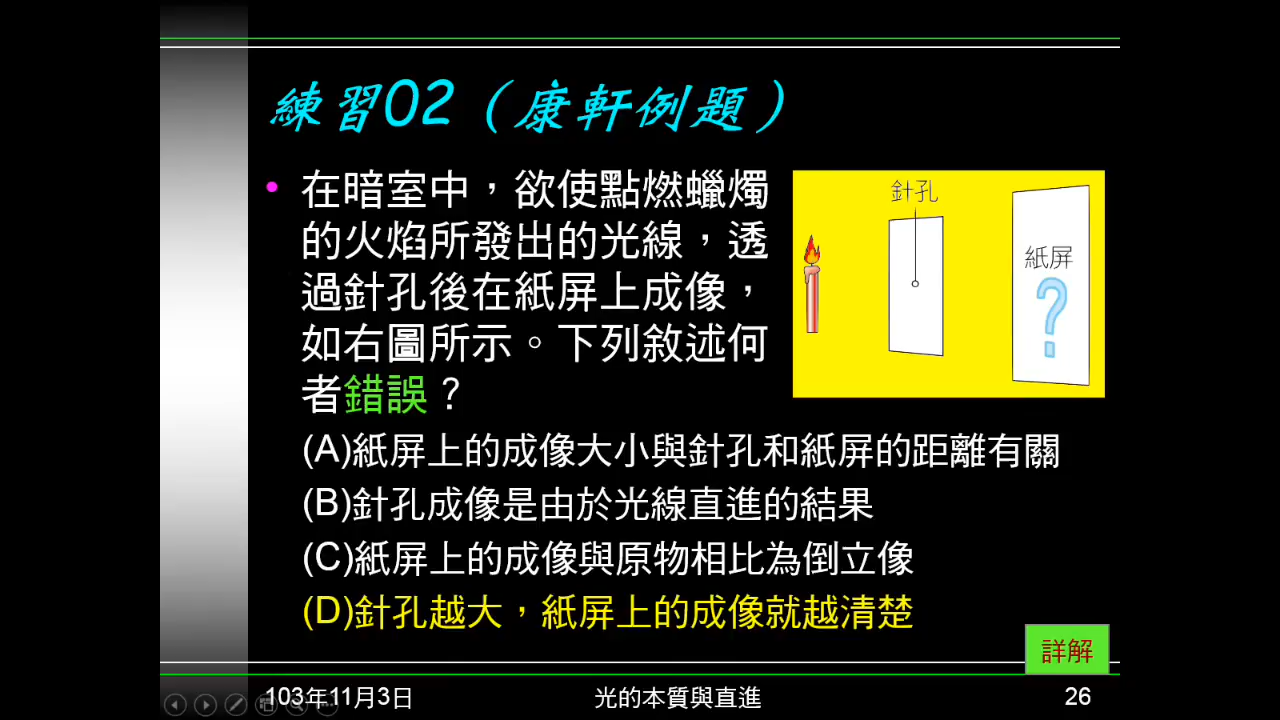 練習02（康軒例題）
• 在暗室中，欲使點燃蠟燭
的火焰所發出的光線，透
過針孔後在紙屏上成像，
如右圖所示。下列敘述何
者錯誤？
針孔
紙屏
?
(A)紙屏上的成像大小與針孔和紙屏的距離有關
(B)針孔成像是由於光線直進的結果
(C)紙屏上的成像與原物相比為倒立像
(D)針孔越大，紙屏上的成像就越清楚
詳解
103年11月3日
光的本質與直進
26